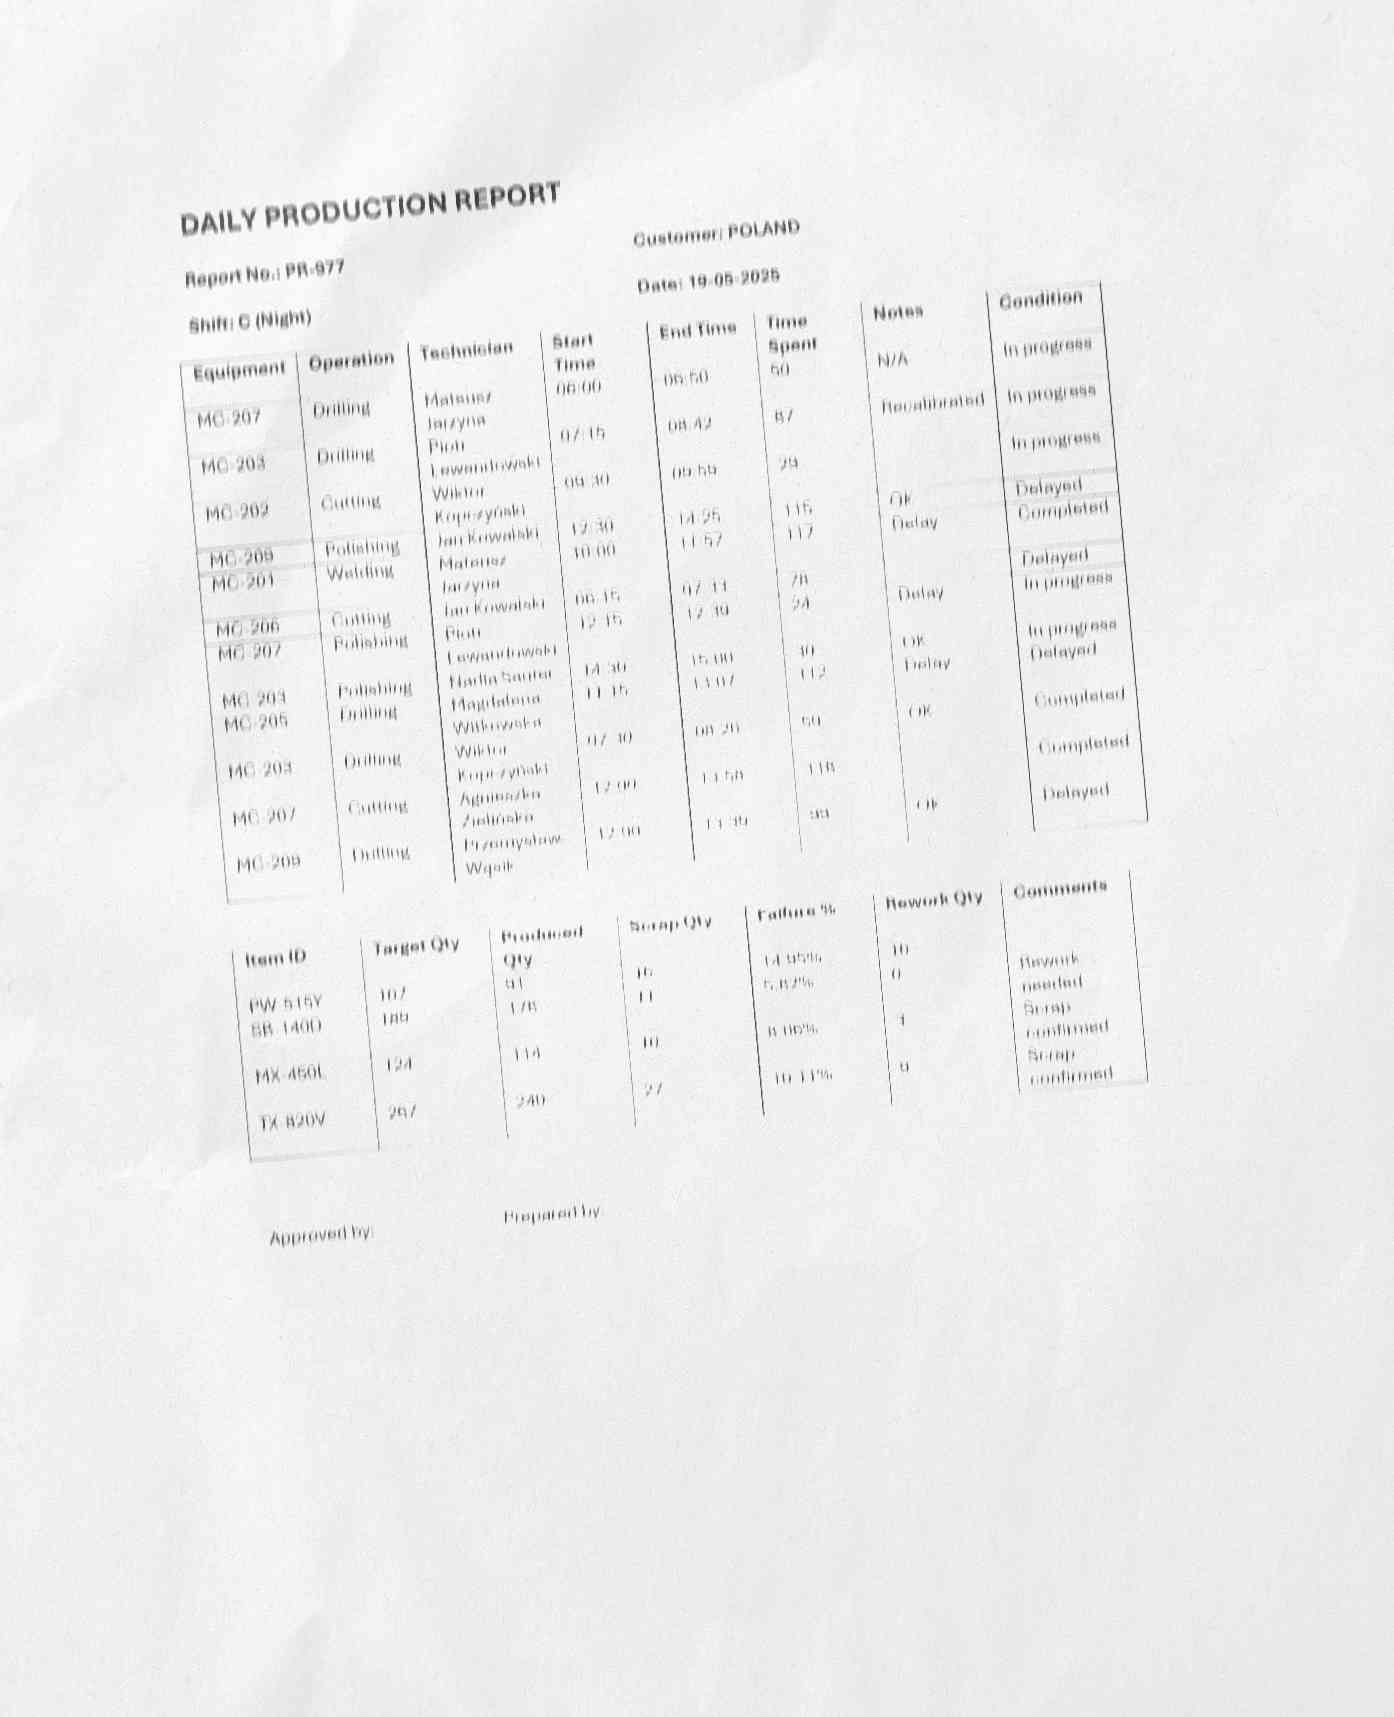 DAILY PRODUCTION REPORT
Customer: POLAND
Report No.: PR-977
Date: 19-05-2025
Shift: C (Night)
Equipment Operation Technician Start Time End Time Time Spent Notes Condition
MC-207 Drilling Mateusz Jarzyna 06:00 06:50 50 N/A In progress
MC-203 Drilling Piotr Lewandowski 07:15 08:42 87 Recalibrated In progress
MC-202 Cutting Wiktor Kopczyński 09:30 09:59 29 In progress
MC-209 Polishing Jan Kowalski 12:30 14:25 115 Ok Delayed
MC-201 Welding Mateusz Jarzyna 10:00 11:57 117 Delay Completed
MC-206 Cutting Jan Kowalski 06:15 07:33 78 Delay Delayed
MC-207 Polishing Piotr Lewandowski 12:15 12:39 24 In progress
MC-203 Polishing Nadia Sauter 14:30 15:00 30 OK In progress
MC-205 Drilling Magdalena Witkowska 11:15 13:07 112 Delay Delayed
MC-203 Drilling Wiktor Kopczyński 07:30 OK Completed
MC-207 Cutting Agnieszka Zielińska 12:00 13:58 118 Completed
MC-209 Drilling Przemysław Wąsik 12:00 13:39 99 Ok Delayed
Item ID Target Qty Produced Qty Scrap Qty Failure % Rework Qty Comments
PW-515Y 107 91 16 14.95% 10
SB-140D 189 178 11 5.82% 0 Rework needed
MX-450L 124 114 10 8.06% Scrap confirmed
TX-820V 267 240 27 10.11% 9 Scrap confirmed
Approved by:
Prepared by: